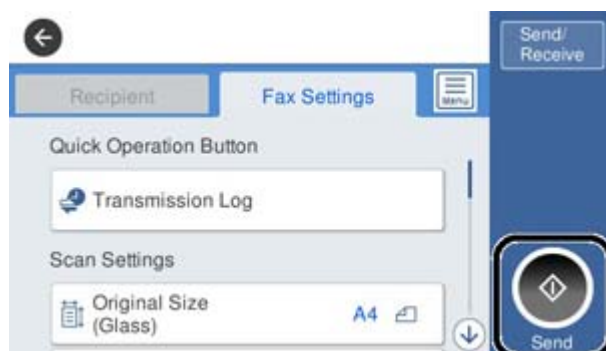 Send/
Receive
Recipient
Fax Settings
Menu
Quick Operation Button
Transmission Log
Scan Settings
Original Size
(Glass)
A4
Send